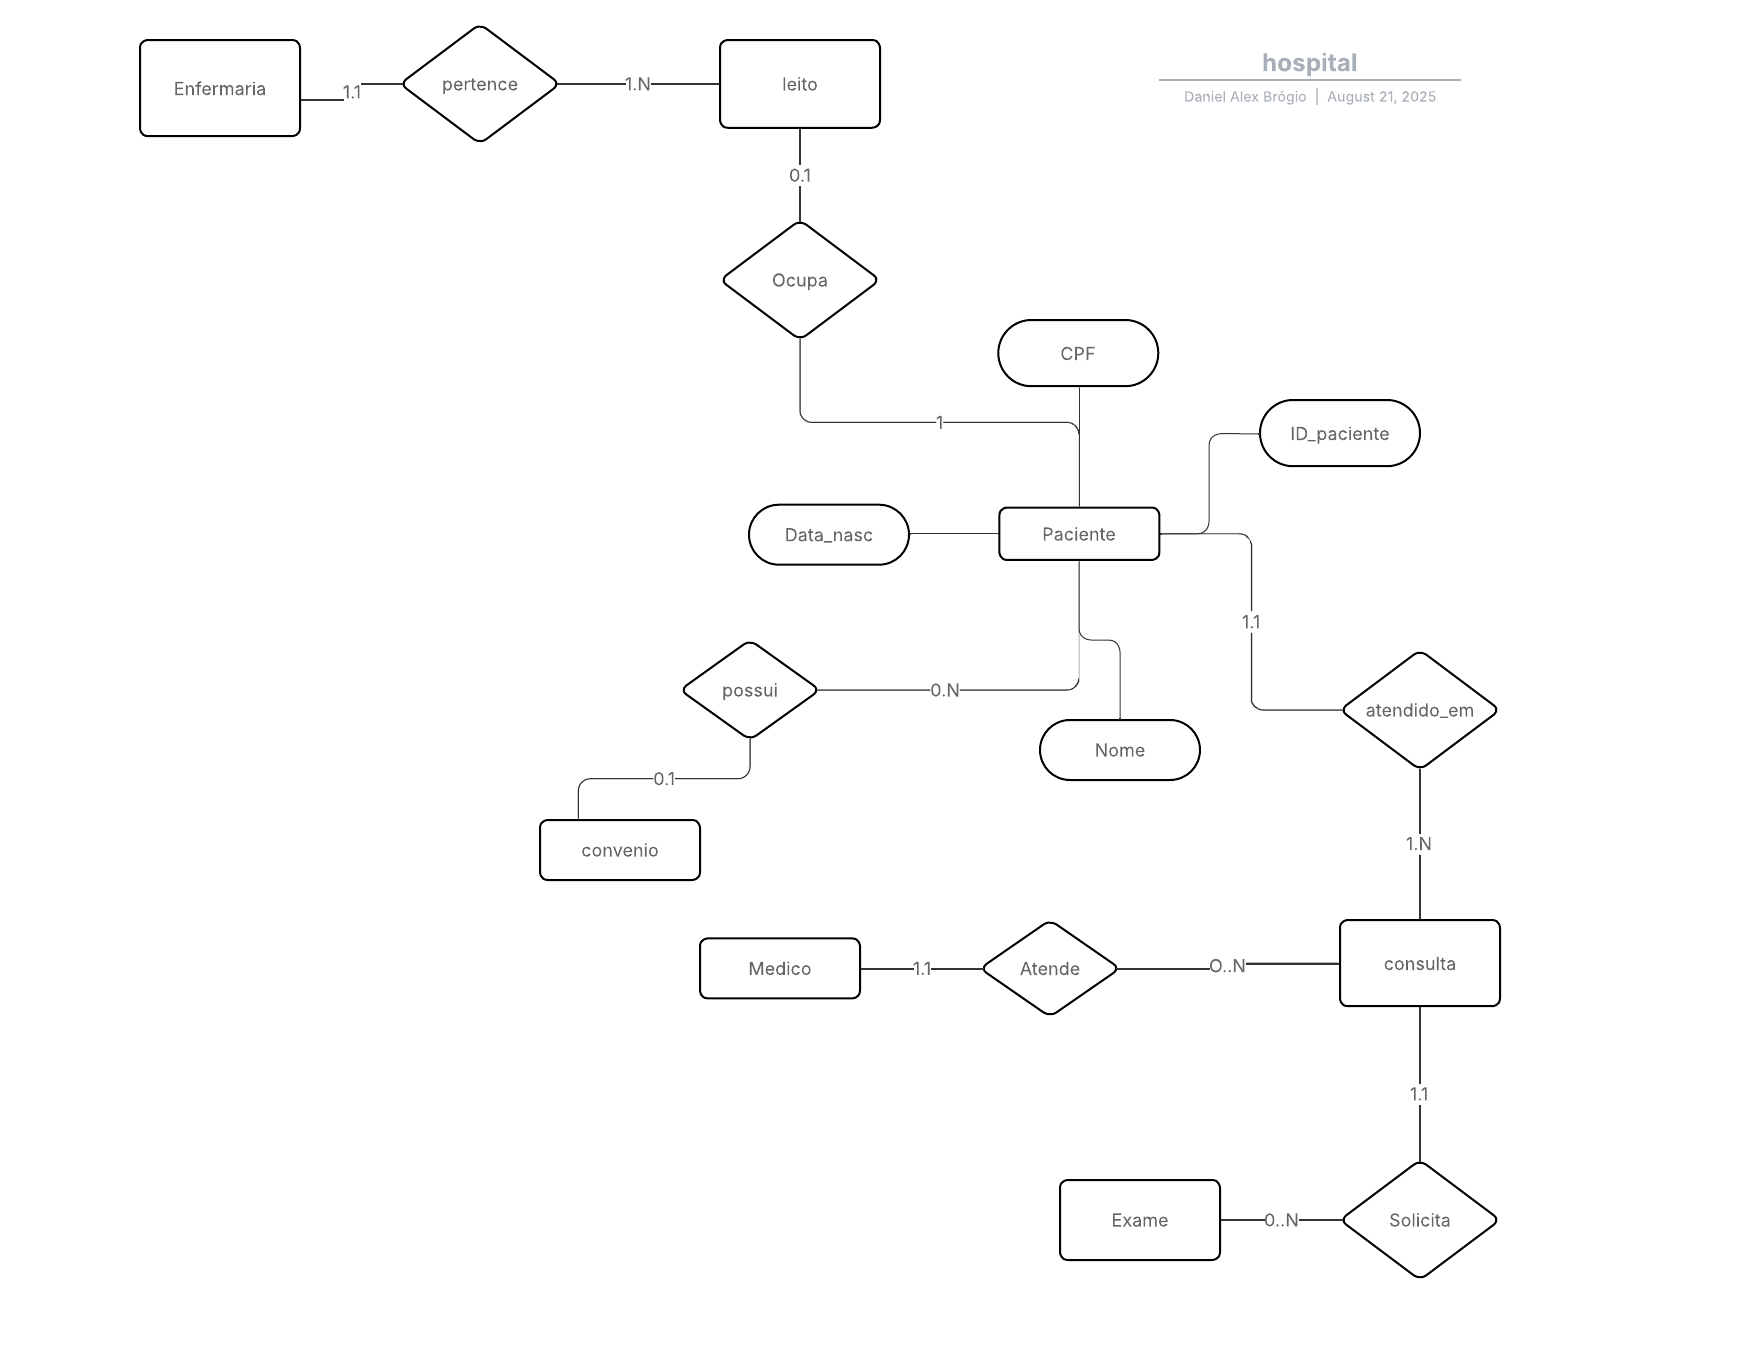 hospital
Daniel Alex Brógio | August 21, 2025
Enfermaria
1.1
pertence
1.N
leito
0.1
Ocupa
1
CPF
ID_paciente
Data_nasc
Paciente
1.1
possui
0.N
atendido_em
Nome
0.1
convenio
1.N
Medico
1.1
Atende
O..N
consulta
1.1
Exame
0..N
Solicita